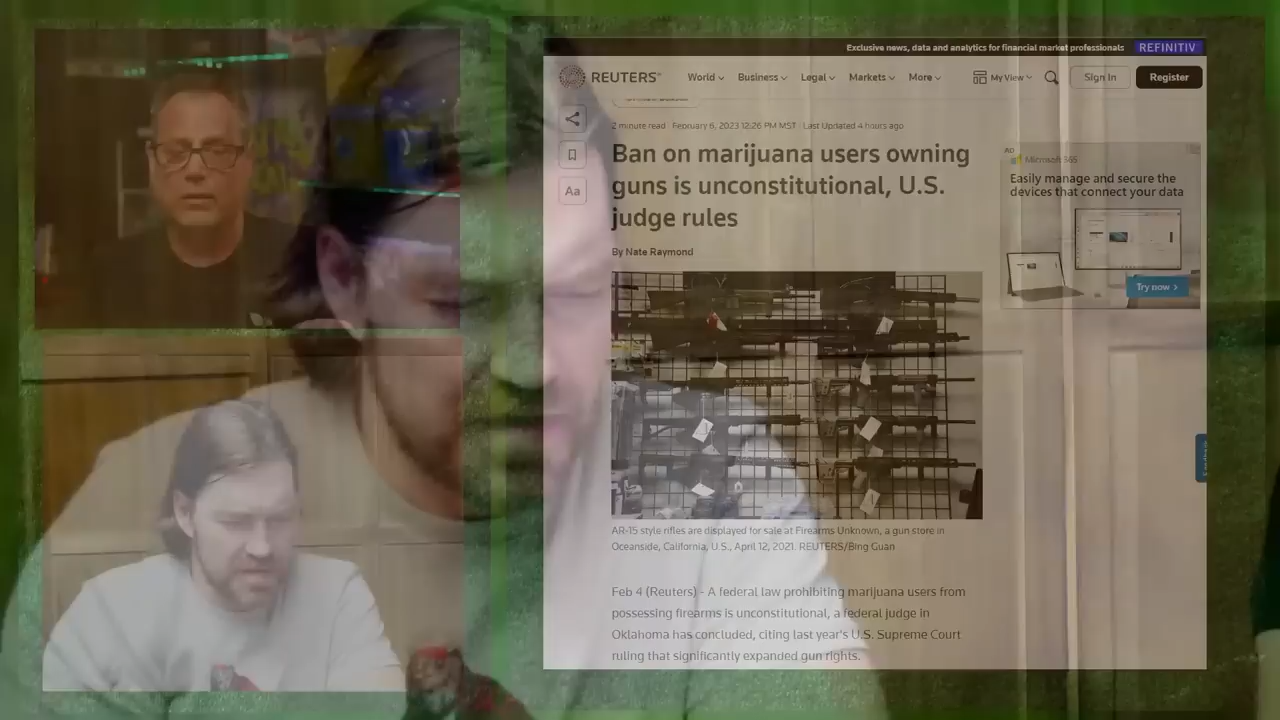 Exclusive news, data and analytics for financial market professionals REFINITIV
REUTERS World Business Legal Markets More My View Sign In Register
2 minute read · February 6, 2023 12:26 PM MST · Last Updated 4 hours ago
Ban on marijuana users owning
guns is unconstitutional, U.S.
judge rules
By Nate Raymond
AD
Microsoft 365
Easily manage and secure the
devices that connect your data
Try now
Aa
AR-15 style rifles are displayed for sale at Firearms Unknown, a gun store in
Oceanside, California, U.S., April 12, 2021. REUTERS/Bing Guan
Feb 4 (Reuters) - A federal law prohibiting marijuana users from
possessing firearms is unconstitutional, a federal judge in
Oklahoma has concluded, citing last year's U.S. Supreme Court
ruling that significantly expanded gun rights.